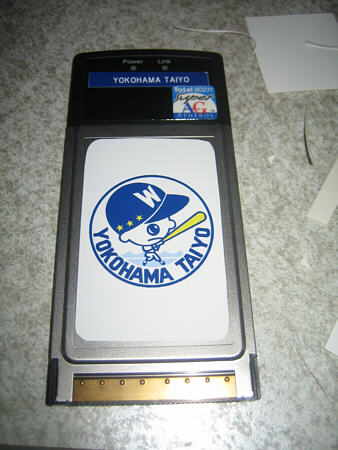 Power Link
YOKOHAMA TAIYO
Total 802.11
Super
AG
ATHEROS
W
YOKOHAMA TAIYO